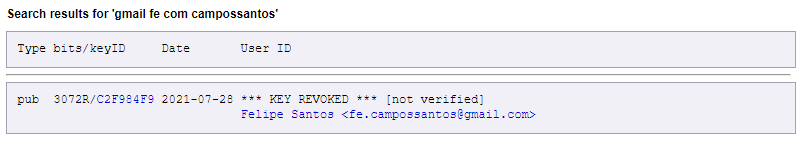 Search results for 'gmail fe com campossantos'
Type bits/keyID Date User ID
pub 3072R/C2F984F9 2021-07-28 *** KEY REVOKED *** [not verified]
Felipe Santos <fe.campossantos@gmail.com>